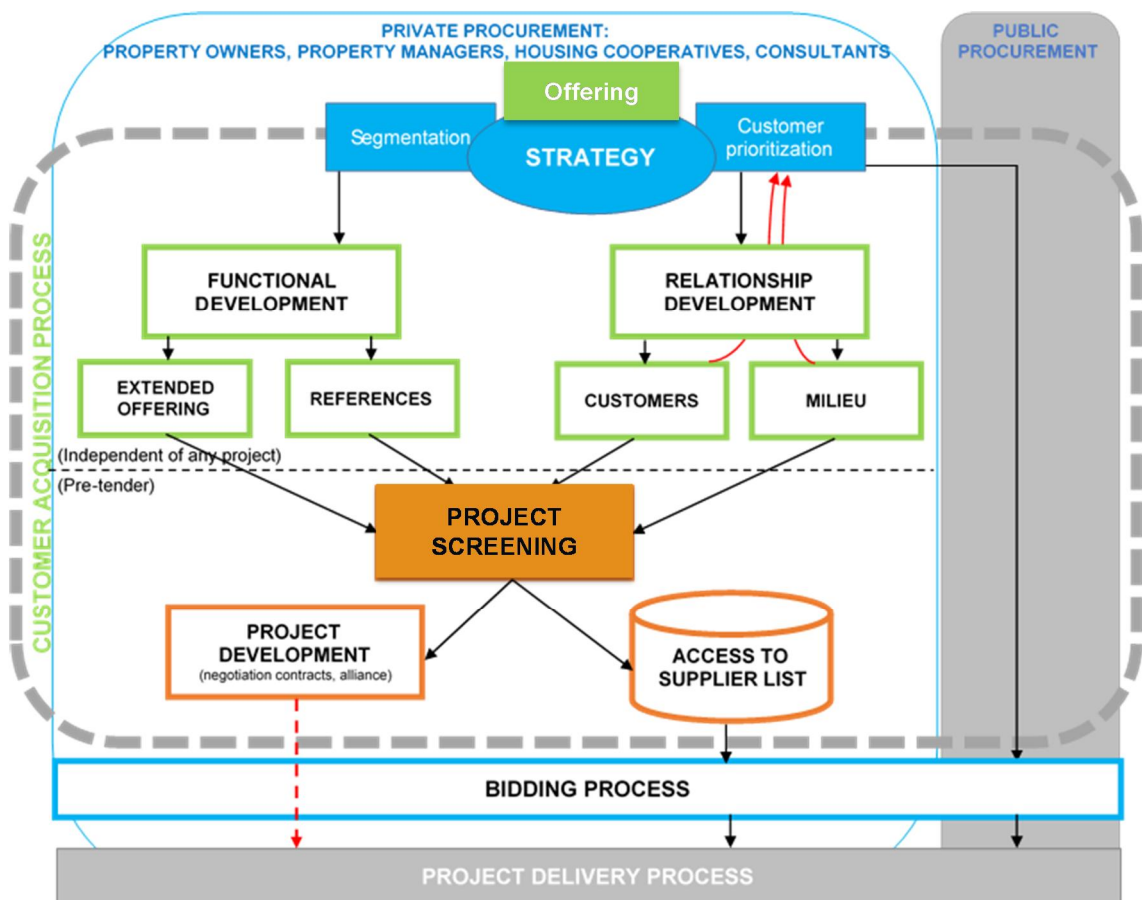 PRIVATE PROCUREMENT:
PROPERTY OWNERS, PROPERTY MANAGERS, HOUSING COOPERATIVES, CONSULTANTS
PUBLIC
PROCUREMENT
Offering
Segmentation
STRATEGY
Customer
prioritization
CUSTOMER ACQUISITION PROCESS
FUNCTIONAL
DEVELOPMENT
RELATIONSHIP
DEVELOPMENT
EXTENDED
OFFERING
REFERENCES
CUSTOMERS
MILIEU
(Independent of any project)
(Pre-tender)
PROJECT
SCREENING
PROJECT
DEVELOPMENT
(negotiation contracts, alliance)
ACCESS TO
SUPPLIER LIST
BIDDING PROCESS
PROJECT DELIVERY PROCESS